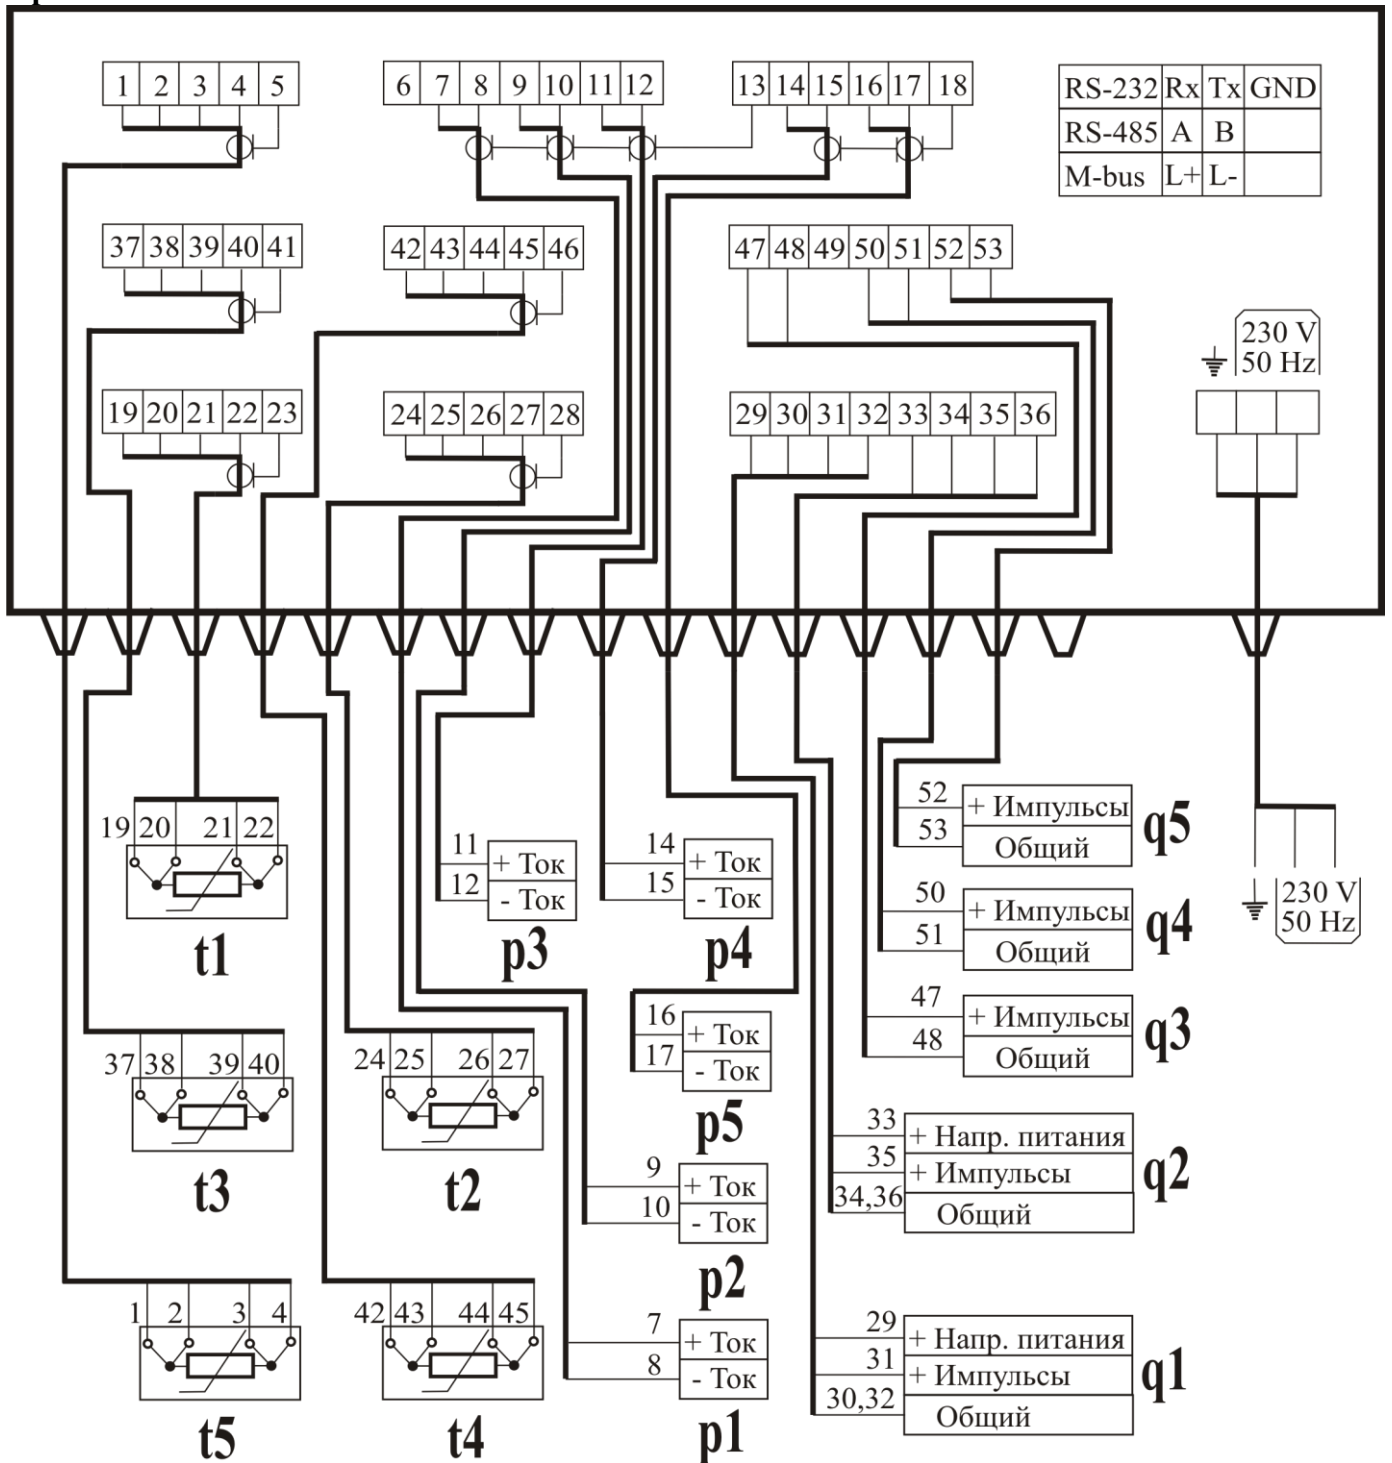 1 2 3 4 5
6 7 8 9 10 11 12
13 14 15 16 17 18
RS-232 Rx Tx GND
RS-485 A B
M-bus L+ L-
37 38 39 40 41
42 43 44 45 46
47 48 49 50 51 52 53
230 V
50 Hz
19 20 21 22 23
24 25 26 27 28
29 30 31 32 33 34 35 36
19 20 21 22
t1
11 + Ток
12 - Ток
p3
14 + Ток
15 - Ток
p4
52 + Импульсы
53 Общий
q5
50 + Импульсы
51 Общий
q4
230 V
50 Hz
47 + Импульсы
48 Общий
q3
37 38 39 40
t3
24 25 26 27
t2
16 + Ток
17 - Ток
p5
33 + Напр. питания
35 + Импульсы
34,36 Общий
q2
9 + Ток
10 - Ток
p2
1 2 3 4
t5
42 43 44 45
t4
7 + Ток
8 - Ток
p1
29 + Напр. питания
31 + Импульсы
30,32 Общий
q1